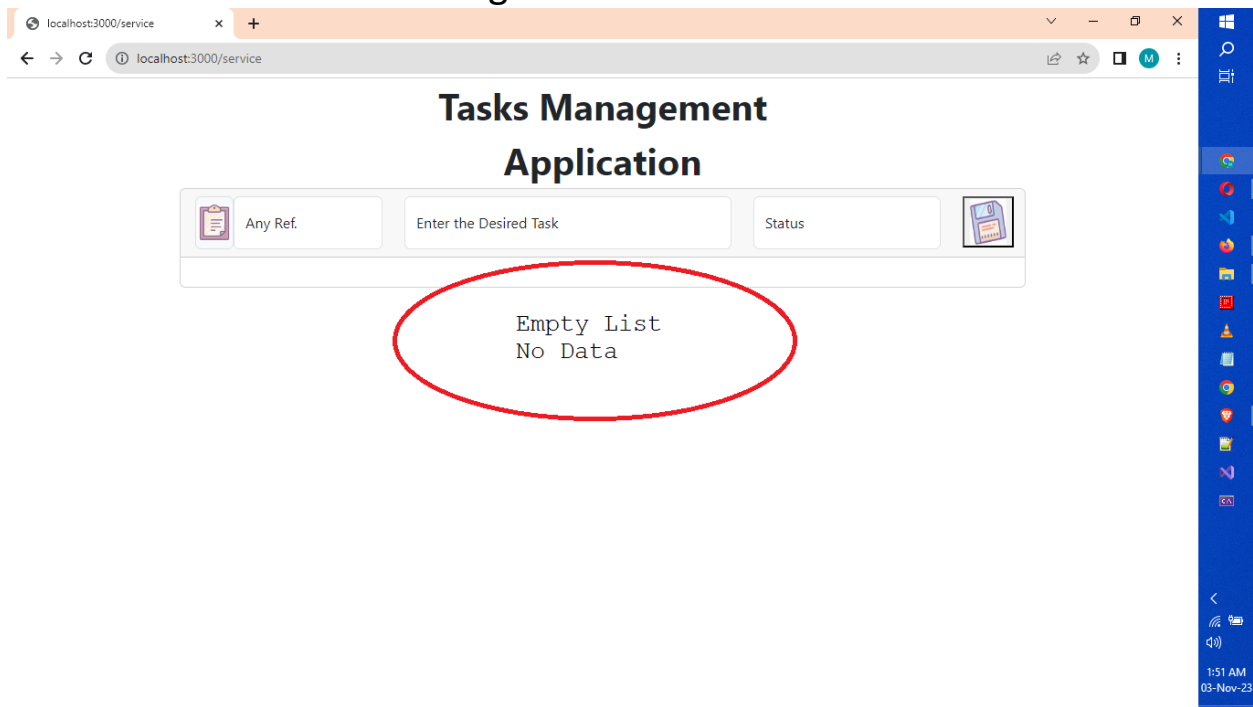 localhost:3000/service
localhost:3000/service
M
Tasks Management
Application
Any Ref.
Enter the Desired Task
Status
Empty List
No Data
1:51 AM
03-Nov-23